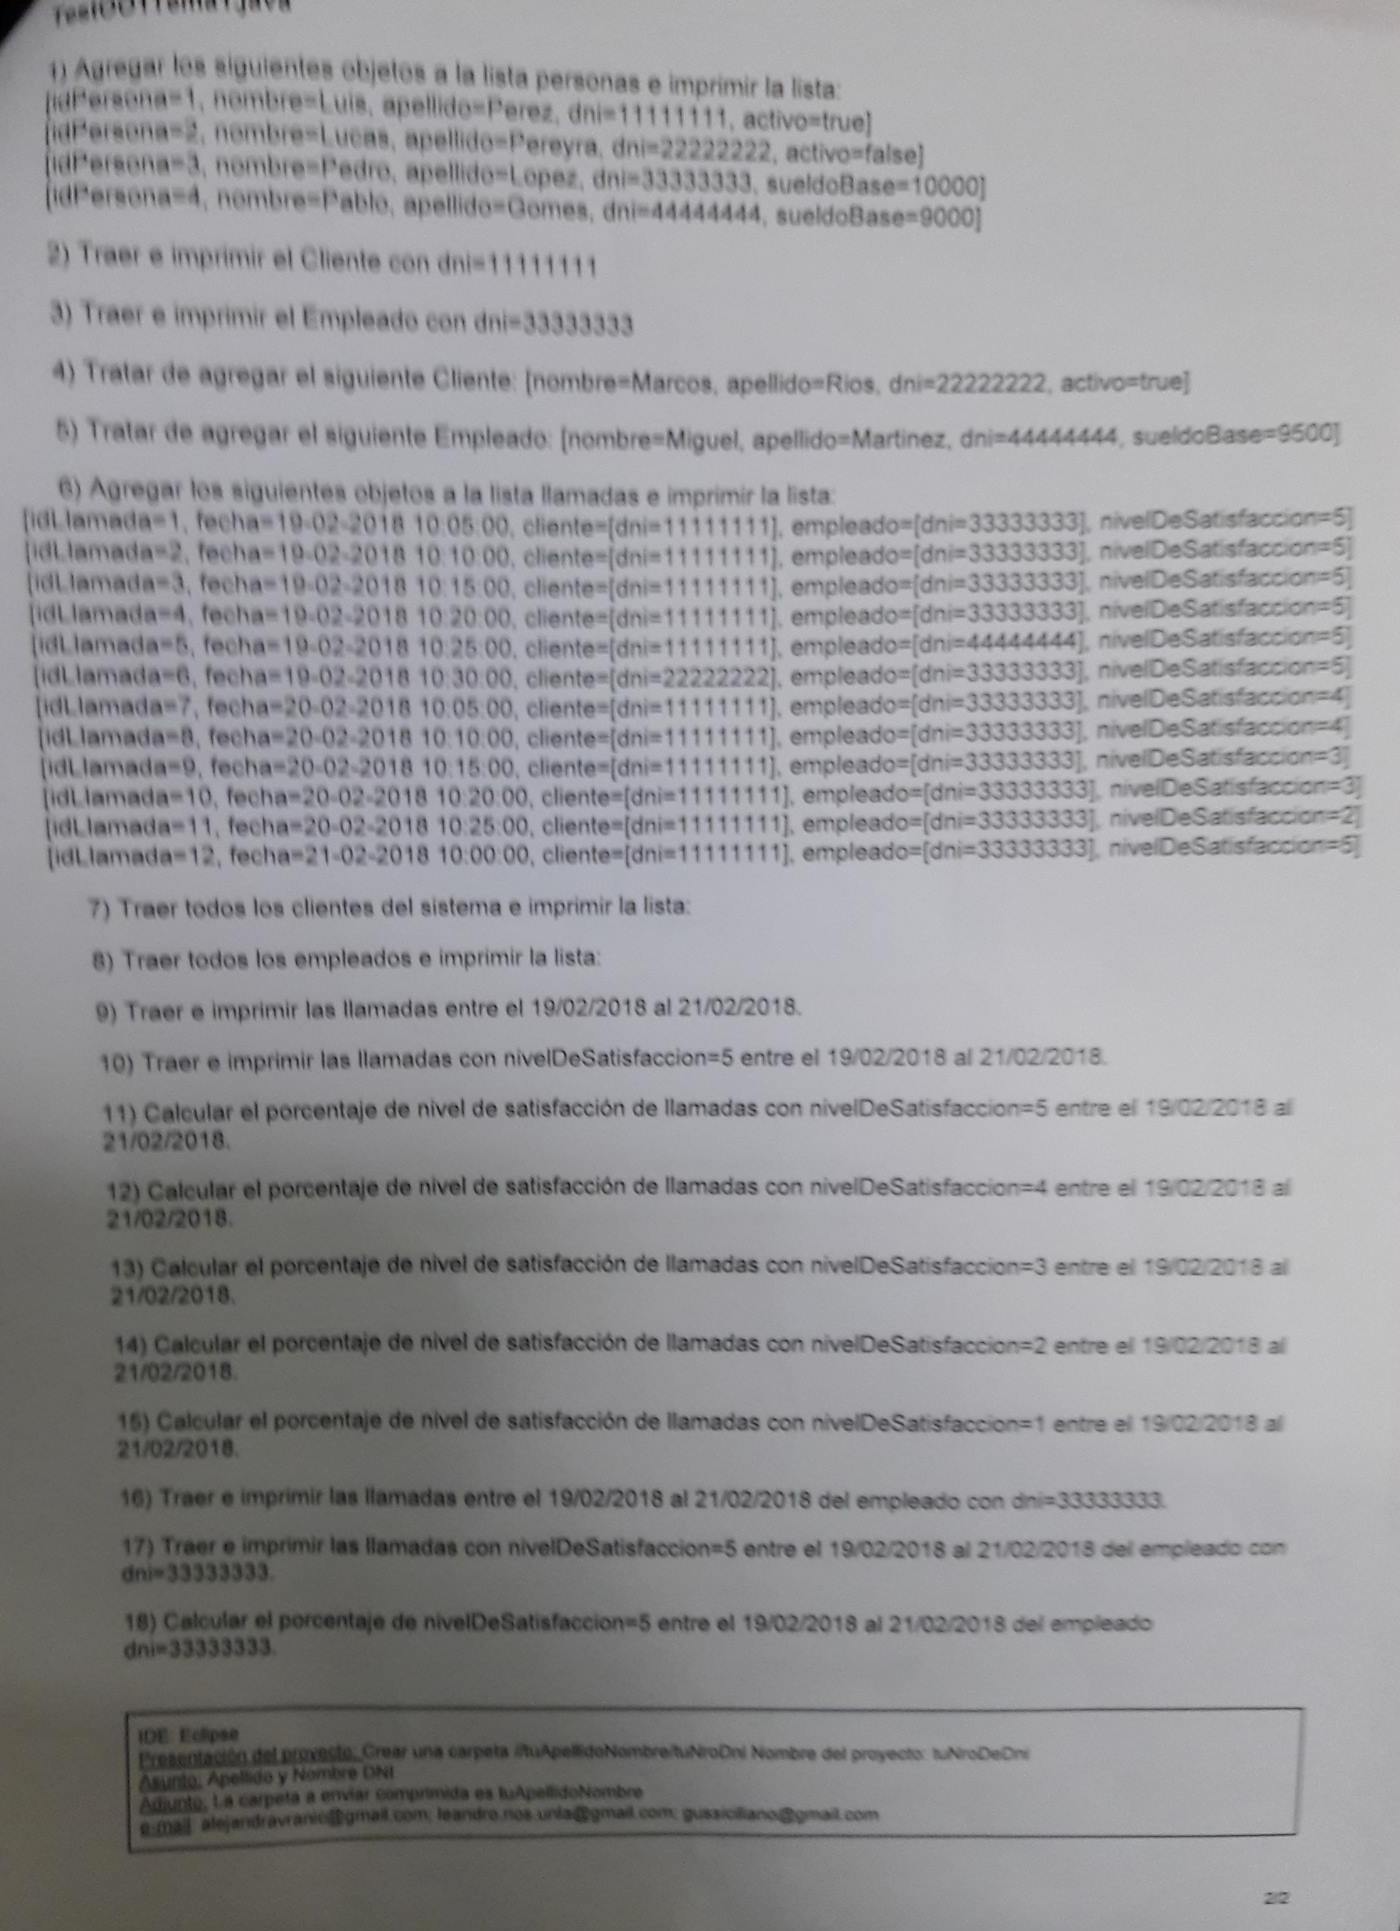 TestOO1Tema1.java
1) Agregar los siguientes objetos a la lista personas e imprimir la lista:
[idPersona=1, nombre=Luis, apellido=Perez, dni=11111111, activo=true]
[idPersona=2, nombre=Lucas, apellido=Pereyra, dni=22222222, activo=false]
[idPersona=3, nombre=Pedro, apellido=Lopez, dni=33333333, sueldoBase=10000]
[idPersona=4, nombre=Pablo, apellido=Gomes, dni=44444444, sueldoBase=9000]
2) Traer e imprimir el Cliente con dni=11111111
3) Traer e imprimir el Empleado con dni=33333333
4) Tratar de agregar el siguiente Cliente: [nombre=Marcos, apellido=Rios, dni=22222222, activo=true]
5) Tratar de agregar el siguiente Empleado: [nombre=Miguel, apellido=Martinez, dni=44444444, sueldoBase=9500]
6) Agregar los siguientes objetos a la lista llamadas e imprimir la lista:
[idLlamada=1, fecha=19-02-2018 10:05:00, cliente=[dni=11111111], empleado=[dni=33333333], nivelDeSatisfaccion=5]
[idLlamada=2, fecha=19-02-2018 10:10:00, cliente=[dni=11111111], empleado=[dni=33333333], nivelDeSatisfaccion=5]
[idLlamada=3, fecha=19-02-2018 10:15:00, cliente=[dni=11111111], empleado=[dni=33333333], nivelDeSatisfaccion=5]
[idLlamada=4, fecha=19-02-2018 10:20:00, cliente=[dni=11111111], empleado=[dni=33333333], nivelDeSatisfaccion=5]
[idLlamada=5, fecha=19-02-2018 10:25:00, cliente=[dni=11111111], empleado=[dni=44444444], nivelDeSatisfaccion=5]
[idLlamada=6, fecha=19-02-2018 10:30:00, cliente=[dni=22222222], empleado=[dni=33333333], nivelDeSatisfaccion=5]
[idLlamada=7, fecha=20-02-2018 10:05:00, cliente=[dni=11111111], empleado=[dni=33333333], nivelDeSatisfaccion=4]
[idLlamada=8, fecha=20-02-2018 10:10:00, cliente=[dni=11111111], empleado=[dni=33333333], nivelDeSatisfaccion=4]
[idLlamada=9, fecha=20-02-2018 10:15:00, cliente=[dni=11111111], empleado=[dni=33333333], nivelDeSatisfaccion=3]
[idLlamada=10, fecha=20-02-2018 10:20:00, cliente=[dni=11111111], empleado=[dni=33333333], nivelDeSatisfaccion=3]
[idLlamada=11, fecha=20-02-2018 10:25:00, cliente=[dni=11111111], empleado=[dni=33333333], nivelDeSatisfaccion=2]
[idLlamada=12, fecha=21-02-2018 10:00:00, cliente=[dni=11111111], empleado=[dni=33333333], nivelDeSatisfaccion=5]
7) Traer todos los clientes del sistema e imprimir la lista:
8) Traer todos los empleados e imprimir la lista:
9) Traer e imprimir las llamadas entre el 19/02/2018 al 21/02/2018.
10) Traer e imprimir las llamadas con nivelDeSatisfaccion=5 entre el 19/02/2018 al 21/02/2018.
11) Calcular el porcentaje de nivel de satisfacción de llamadas con nivelDeSatisfaccion=5 entre el 19/02/2018 al
21/02/2018.
12) Calcular el porcentaje de nivel de satisfacción de llamadas con nivelDeSatisfaccion=4 entre el 19/02/2018 al
21/02/2018.
13) Calcular el porcentaje de nivel de satisfacción de llamadas con nivelDeSatisfaccion=3 entre el 19/02/2018 al
21/02/2018.
14) Calcular el porcentaje de nivel de satisfacción de llamadas con nivelDeSatisfaccion=2 entre el 19/02/2018 al
21/02/2018.
15) Calcular el porcentaje de nivel de satisfacción de llamadas con nivelDeSatisfaccion=1 entre el 19/02/2018 al
21/02/2018.
16) Traer e imprimir las llamadas entre el 19/02/2018 al 21/02/2018 del empleado con dni=33333333.
17) Traer e imprimir las llamadas con nivelDeSatisfaccion=5 entre el 19/02/2018 al 21/02/2018 del empleado con
dni=33333333.
18) Calcular el porcentaje de nivelDeSatisfaccion=5 entre el 19/02/2018 al 21/02/2018 del empleado
dni=33333333.
IDE: Eclipse
Presentación del proyecto: Crear una carpeta //tuApellidoNombre/tuNroDni Nombre del proyecto: tuNroDeDni
Asunto: Apellido y Nombre DNI
Adjunto: La carpeta a enviar comprimida es tuApellidoNombre
e-mail: alejandravranic@gmail.com; leandro.rios.unla@gmail.com; gussiciliano@gmail.com
2/2